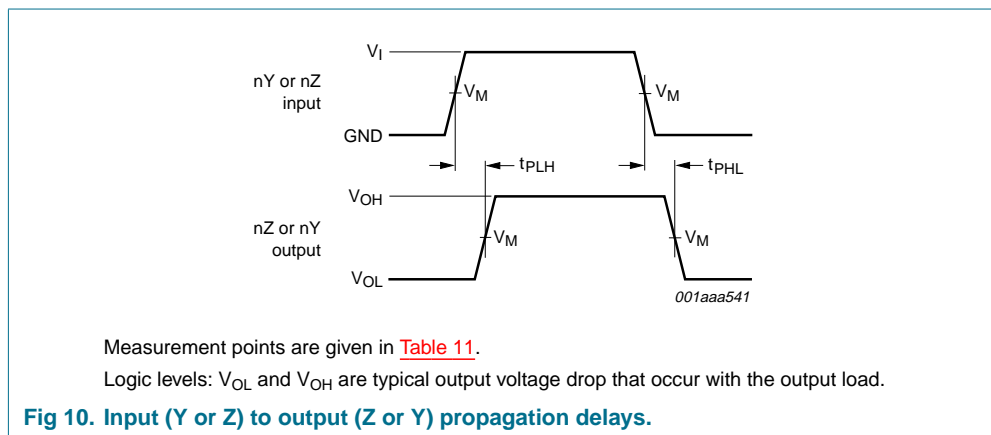 VI
nY or nZ
input
VM
VM
GND
tPLH
tPHL
VOH
nZ or nY
output
VM
VM
VOL
001aaa541
Measurement points are given in Table 11.
Logic levels: VOL and VOH are typical output voltage drop that occur with the output load.
Fig 10. Input (Y or Z) to output (Z or Y) propagation delays.